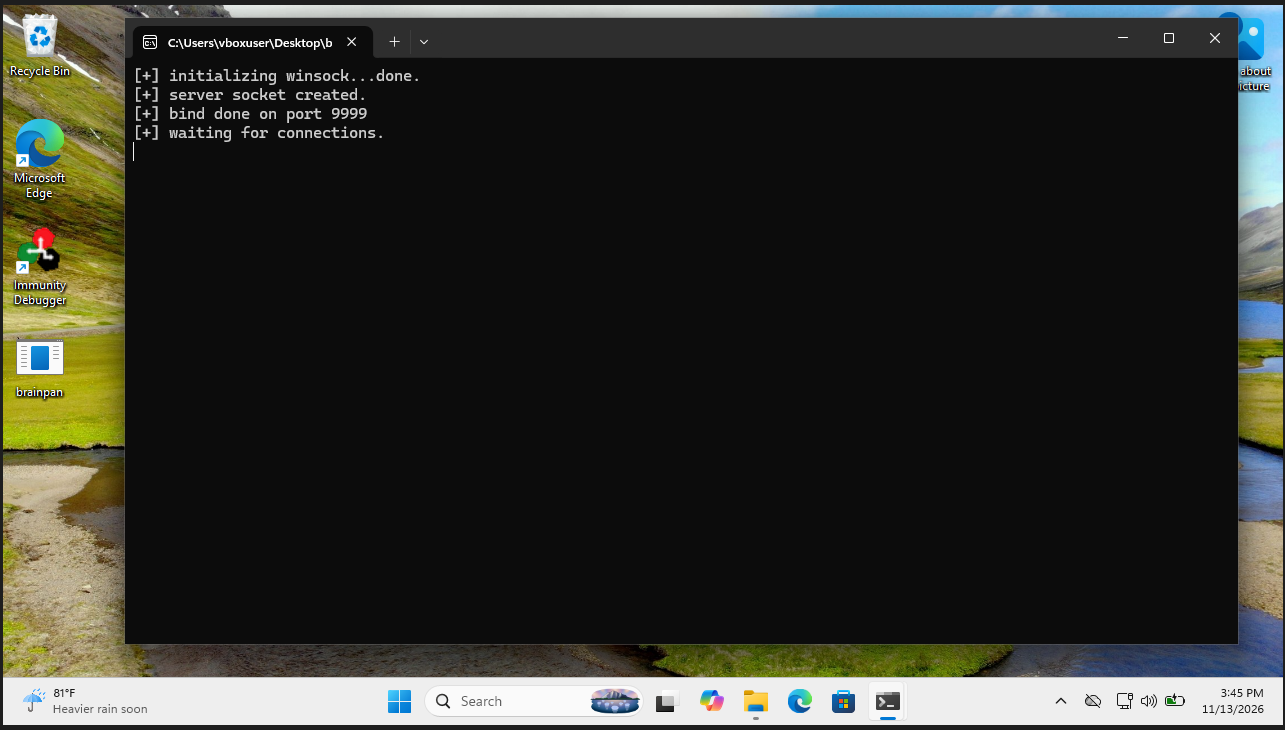 C:\Users\vboxuser\Desktop\b
[+] initializing winsock...done.
[+] server socket created.
[+] bind done on port 9999
[+] waiting for connections.
Recycle Bin
Microsoft
Edge
Immunity
Debugger
brainpan
about
icture
81°F
Heavier rain soon
Search
3:45 PM
11/13/2026